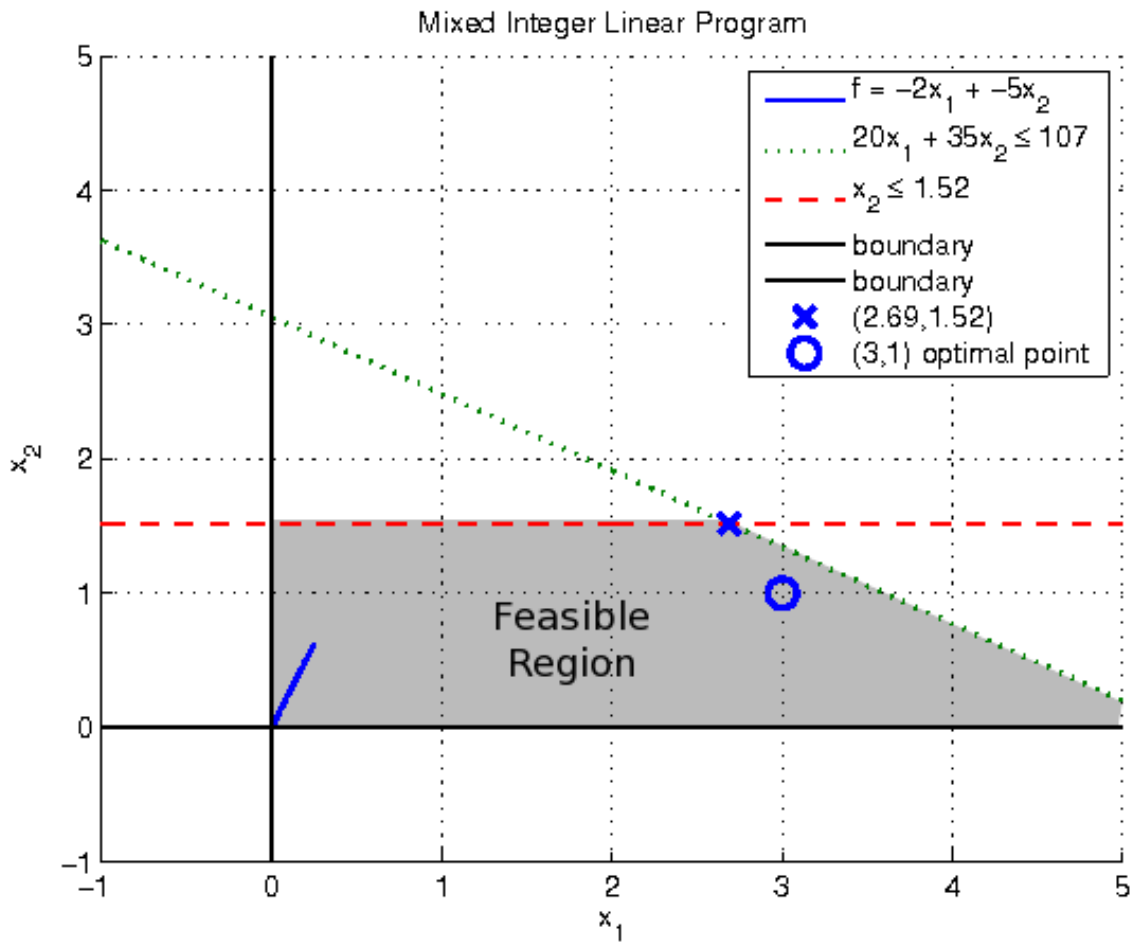 Mixed Integer Linear Program
f = −2x₁ + −5x₂
20x₁ + 35x₂ ≤ 107
x₂ ≤ 1.52
boundary
boundary
(2.69,1.52)
(3,1) optimal point
5
4
3
2
1
0
−1
x₂
Feasible
Region
−1 0 1 2 3 4 5
x₁